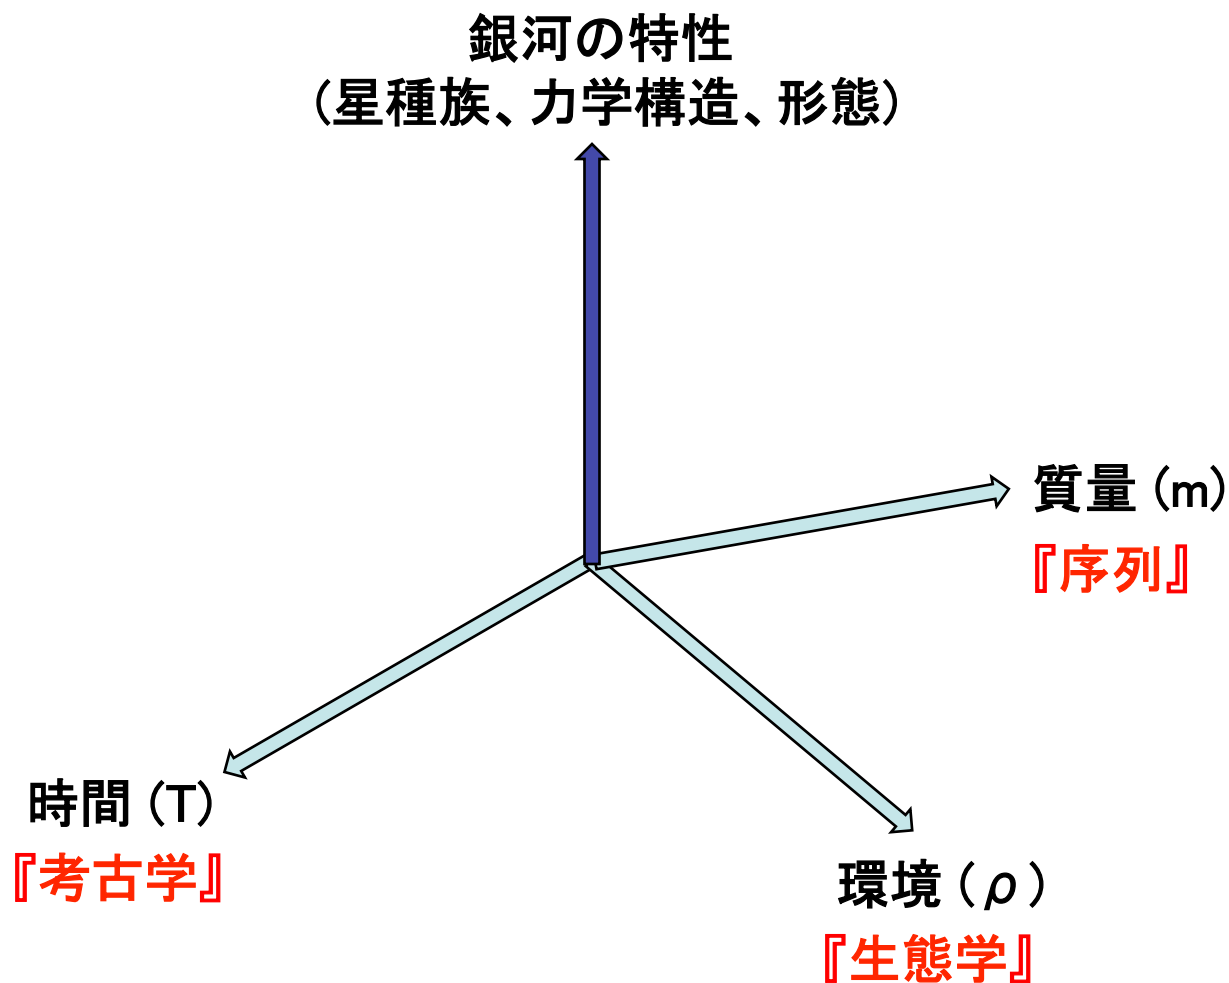 銀河の特性
（星種族、力学構造、形態）
質量（m）
『序列』
時間（T）
『考古学』
環境（ρ）
『生態学』